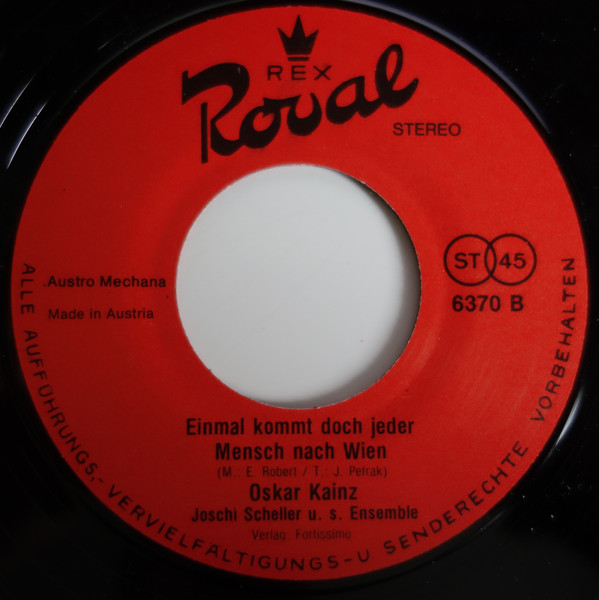 REX
Royal
STEREO
ST 45
6370 B
.Austro Mechana
Made in Austria
Einmal kommt doch jeder
Mensch nach Wien
(M.: E. Robert / T.: J. Petrak)
Oskar Kainz
Joschi Scheller u. s. Ensemble
Verlag: Fortissimo
ALLE AUFFÜHRUNGS,- VERVIELFÄLTIGUNGS-U SENDERECHTE VORBEHALTEN